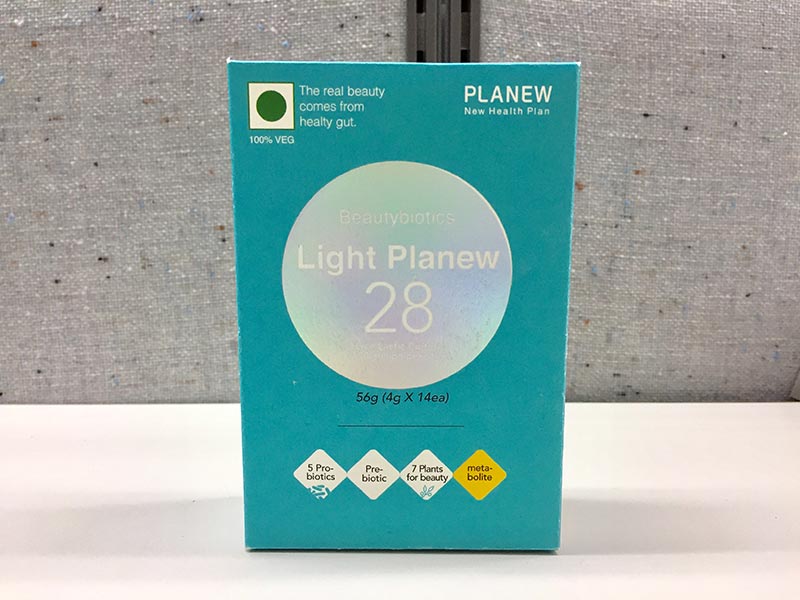 The real beauty
comes from
healty gut.
100% VEG
PLANEW
New Health Plan
Beautybiotics
Light Planew
28
56g (4g X 14ea)
5 Pro-
biotics
Pre-
biotic
7 Plants
for beauty
meta-
bolite